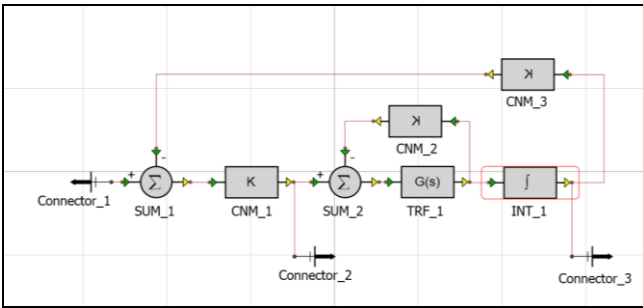 K
CNM_3
-
K
CNM_2
-
+
Σ
K
+
Σ
G(s)
∫
Connector_1
SUM_1
CNM_1
SUM_2
TRF_1
INT_1
Connector_2
Connector_3